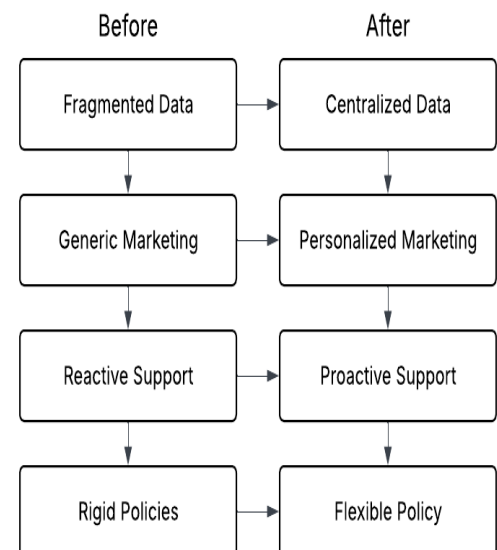 Before
After
Fragmented Data
Centralized Data
Generic Marketing
Personalized Marketing
Reactive Support
Proactive Support
Rigid Policies
Flexible Policy